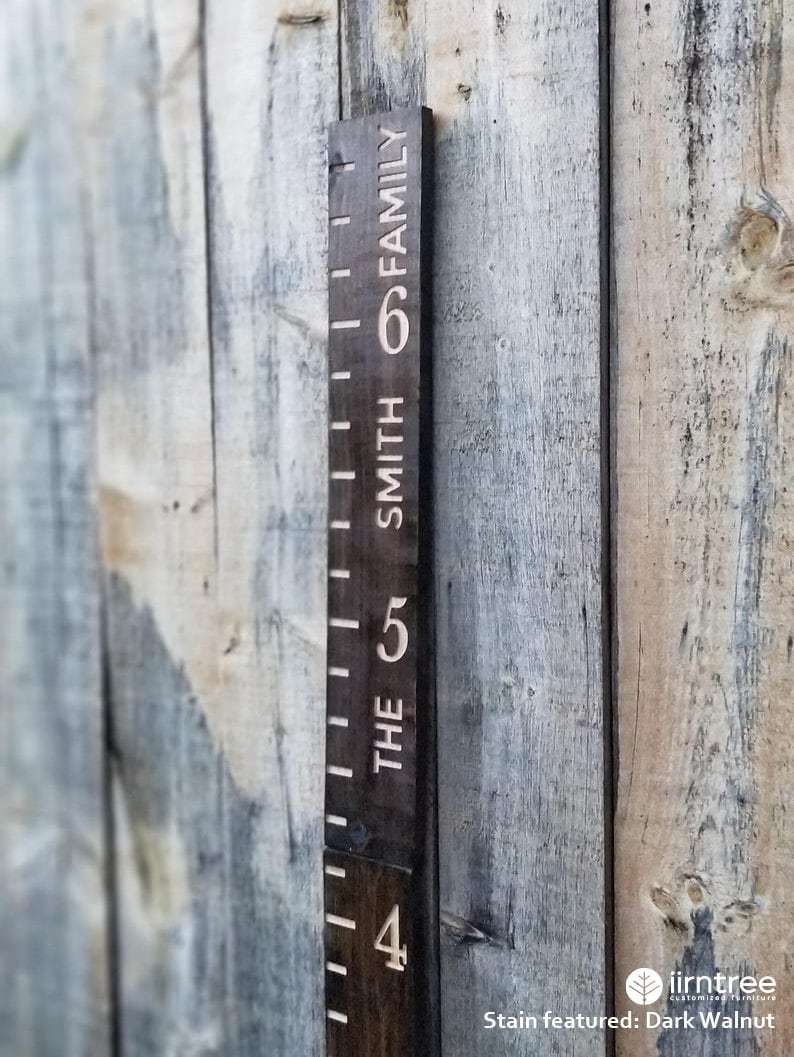 THE SMITH FAMILY
6
5
4
iirntree
customized furniture
Stain featured: Dark Walnut